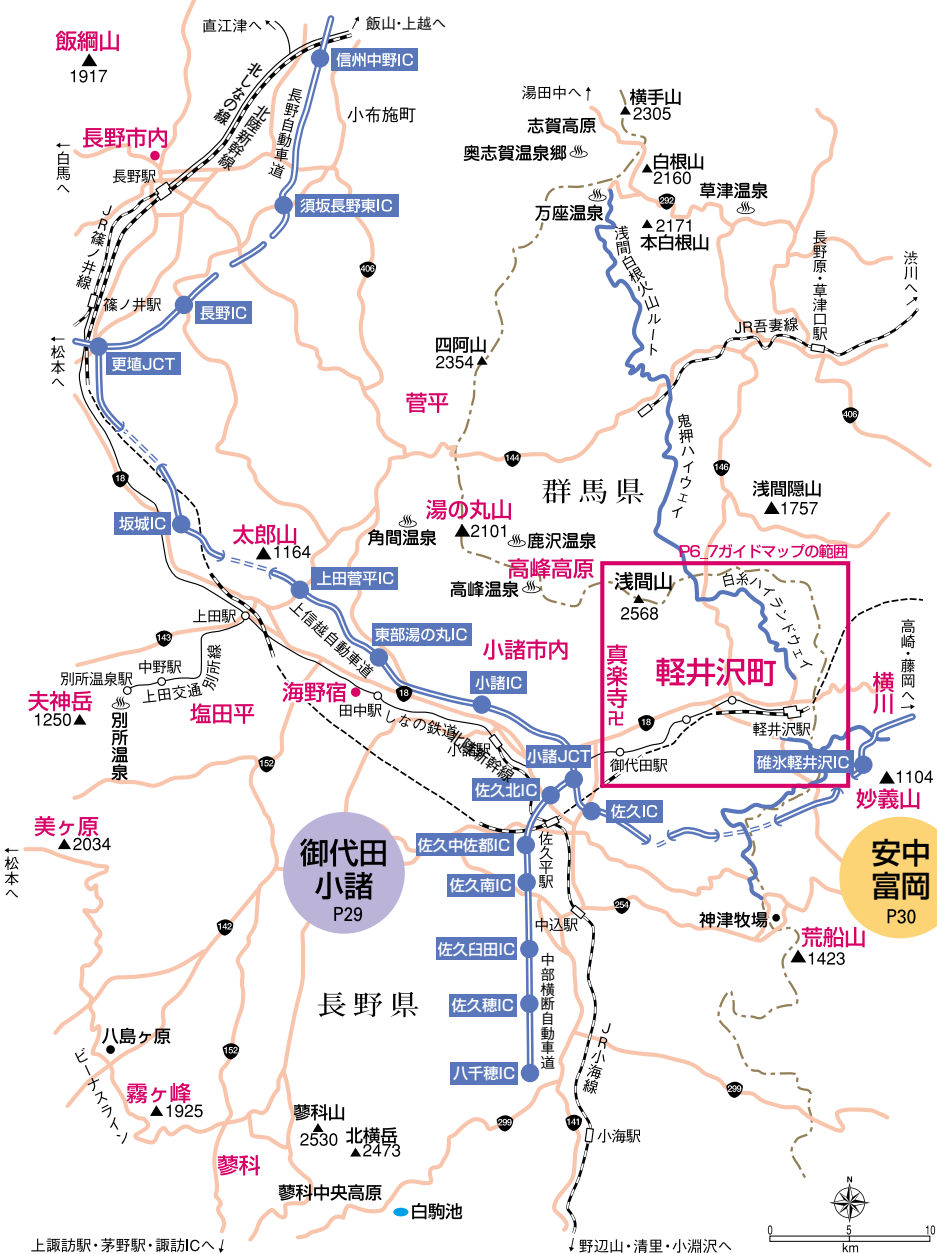 直江津へ
飯山・上越へ
飯綱山
1917
信州中野IC
北しなの線
北陸新幹線
長野自動車道
小布施町
湯田中へ
横手山
2305
志賀高原
奥志賀温泉郷
白根山
2160
草津温泉
292
万座温泉
2171
本白根山
長野市内
白馬へ
長野駅
須坂長野東IC
JR篠ノ井線
浅間白根火山ルート
長野原・草津口駅
渋川へ
406
篠ノ井駅
長野IC
JR吾妻線
松本へ
更埴JCT
四阿山
2354
菅平
鬼押ハイウェイ
406
144
146
18
群馬県
浅間隠山
1757
坂城IC
太郎山
1164
角間温泉
湯の丸山
2101
鹿沢温泉
高峰高原
高峰温泉
P6_7ガイドマップの範囲
浅間山
2568
白糸ハイランドウェイ
上田菅平IC
上田駅
上信越自動車道
東部湯の丸IC
小諸市内
真楽寺卍
軽井沢町
高崎・藤岡へ
横川
143
中野駅
別所線
別所温泉駅
上田交通
夫神岳
1250
別所温泉
塩田平
海野宿
田中駅
18
小諸IC
しなの鉄道
小諸駅
北陸新幹線
18
軽井沢駅
小諸JCT
御代田駅
碓氷軽井沢IC
1104
妙義山
152
佐久北IC
佐久IC
美ヶ原
2034
松本へ
御代田
小諸
P29
佐久中佐都IC
佐久平駅
安中
富岡
P30
佐久南IC
254
中込駅
神津牧場
荒船山
1423
142
佐久臼田IC
長野県
佐久穂IC
中部横断自動車道
八千穂IC
JR小海線
八島ヶ原
152
ビーナスライン
霧ヶ峰
1925
蓼科山
2530
北横岳
2473
299
141
小海駅
299
蓼科
蓼科中央高原
白駒池
上諏訪駅・茅野駅・諏訪ICへ
野辺山・清里・小淵沢へ
N
0 5 10
km